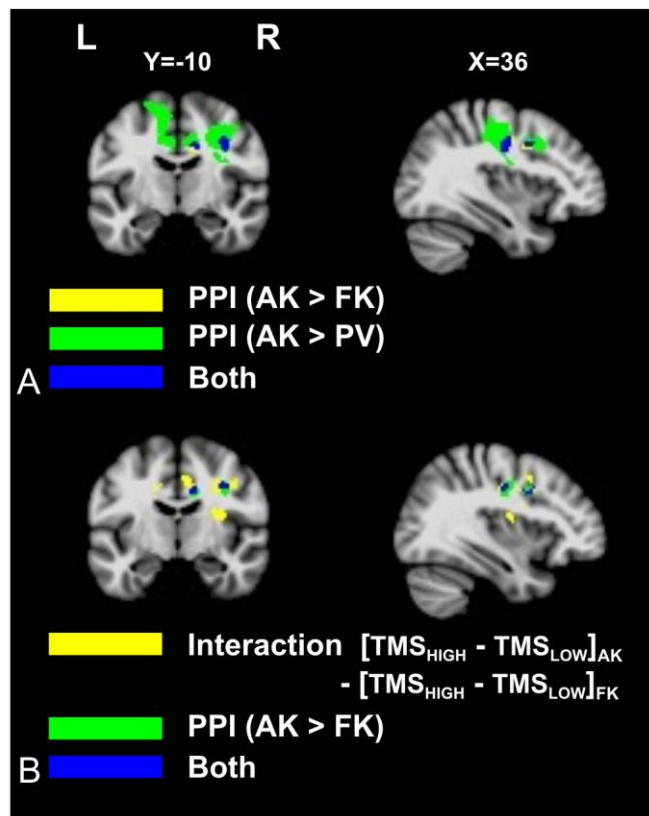 L R
Y=-10 X=36
PPI (AK > FK)
PPI (AK > PV)
A Both
Interaction [TMSHIGH - TMSLOW]AK
- [TMSHIGH - TMSLOW]FK
PPI (AK > FK)
B Both